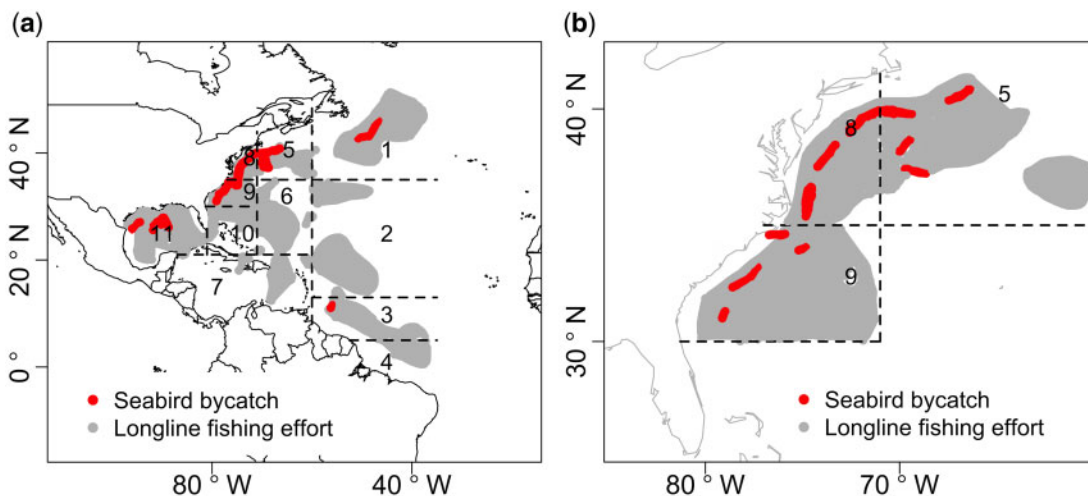 (a)
40° N
20° N
0°
1
5
8
9
6
2
11
10
7
3
4
Seabird bycatch
Longline fishing effort
80° W
40° W
(b)
40° N
30° N
5
8
9
Seabird bycatch
Longline fishing effort
80° W
70° W